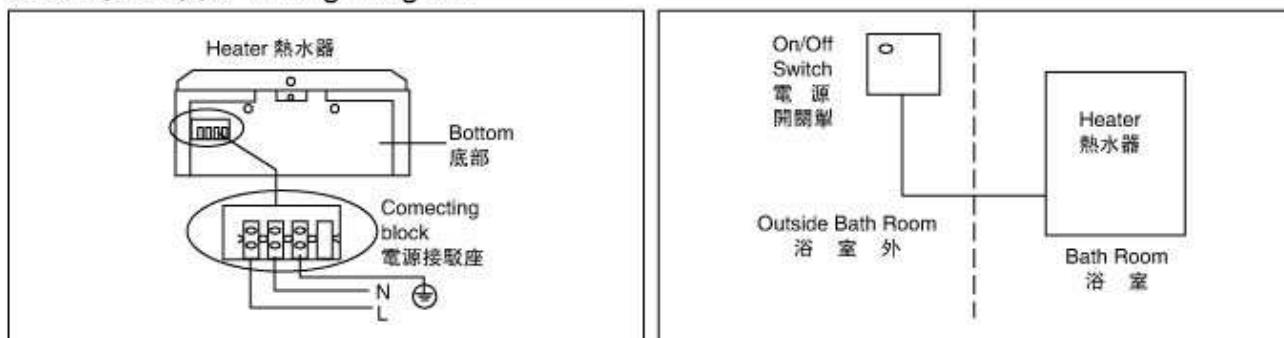 Heater 熱水器
Bottom
底部
Comecting
block
電源接駁座
N
L
On/Off
Switch
電 源
開關掣
Heater
熱水器
Outside Bath Room
浴 室 外
Bath Room
浴 室